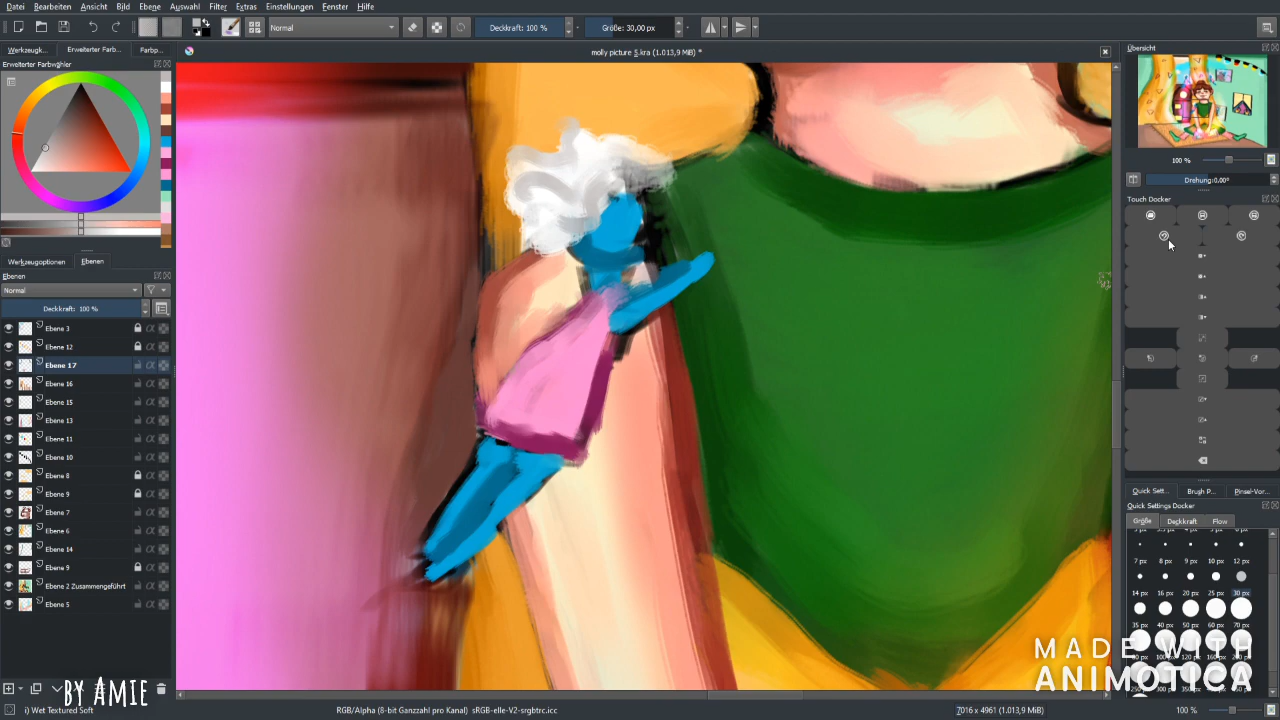 Datei Bearbeiten Ansicht Bild Ebene Auswahl Filter Extras Einstellungen Fenster Hilfe
Normal
Deckraft: 100 %
Größe: 30,00 px
Werkzeugk... Erweiterter Farb... Farbp...
molly picture 5.kra (1.013,9 MiB) *
Übersicht
Erweiterter Farbwähler
100 %
Drehung:0.00°
Touch Docker
Werkzeugoptionen Ebenen
Ebenen
Normal
Deckkraft: 100 %
Ebene 3
Ebene 12
Ebene 17
Ebene 16
Ebene 15
Ebene 13
Ebene 11
Ebene 10
Ebene 8
Ebene 9
Ebene 7
Ebene 6
Ebene 14
Ebene 9
Ebene 2 Zusammengeführt
Ebene 5
Quick Sett... Brush P... Pinsel-Vor...
Quick Settings Docker
Größe Deckkraft Flow
7 px 8 px 9 px 10 px 12 px
14 px 16 px 20 px 25 px 30 px
35 px 40 px 50 px 60 px 70 px
MADE WITH
ANIMOTICA
BY AMIE
i) Wet Textured Soft
RGB/Alpha (8-bit Ganzzahl pro Kanal) sRGB-elle-V2-srgbtrc.icc
7016 x 4961 (1.013,9 MiB)
100 %